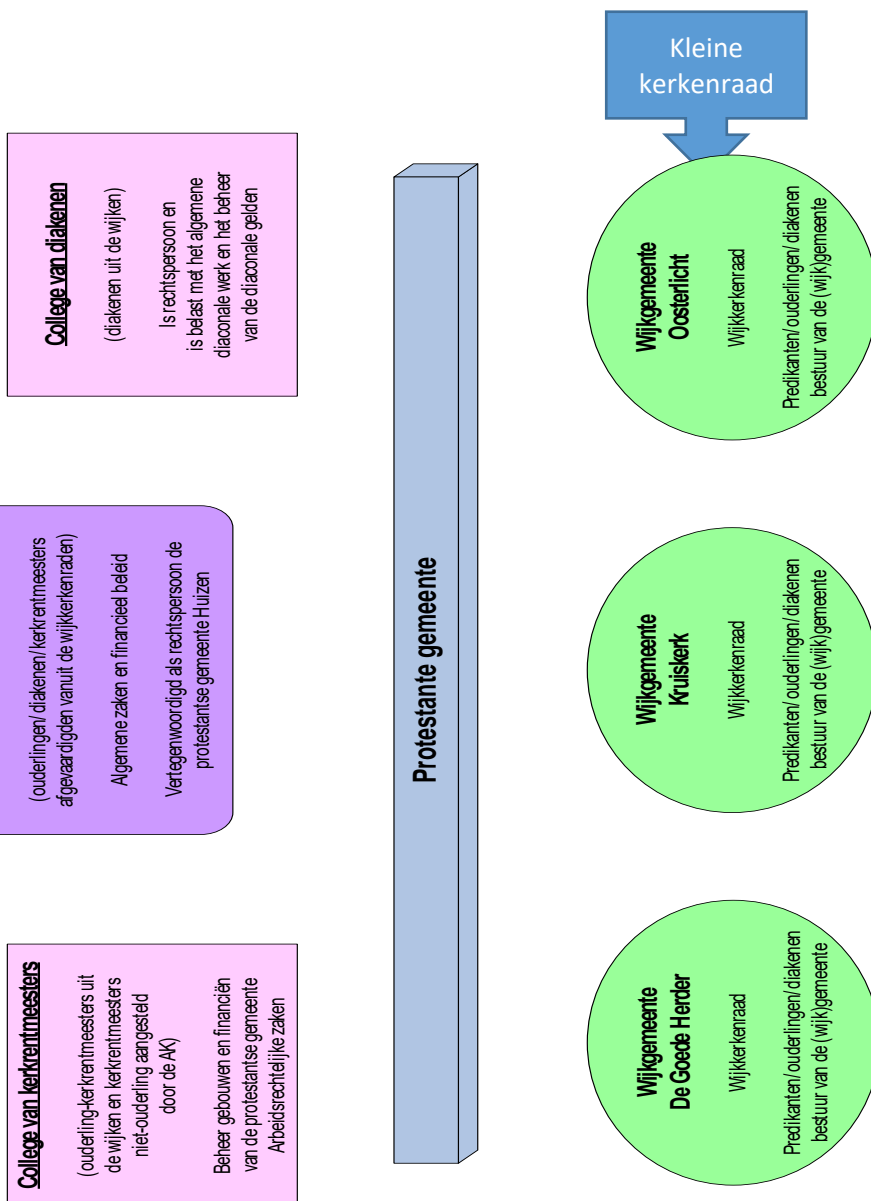 College van kerkrentmeesters
(ouderling-kerkrentmeesters uit
de wijken en kerkrentmeesters
niet-ouderling aangesteld
door de AK)
Beheer gebouwen en financiën
van de protestantse gemeente
Arbeidsrechtelijke zaken
(ouderlingen/ diakenen/ kerkrentmeesters
afgevaardigden vanuit de wijkkerkenraden)
Algemene zaken en financieel beleid
Vertegenwoordigd als rechtspersoon de
protestantse gemeente Huizen
College van diakenen
(diakenen uit de wijken)
Is rechtspersoon en
is belast met het algemene
diaconale werk en het beheer
van de diaconale gelden
Protestante gemeente
Wijkgemeente
De Goede Herder
Wijkkerkenraad
Predikanten/ ouderlingen/ diakenen
bestuur van de (wijk)gemeente
Wijkgemeente
Kruiskerk
Wijkkerkenraad
Predikanten/ ouderlingen/ diakenen
bestuur van de (wijk)gemeente
Wijkgemeente
Oosterlicht
Wijkkerkenraad
Predikanten/ ouderlingen/ diakenen
bestuur van de (wijk)gemeente
Kleine
kerkenraad